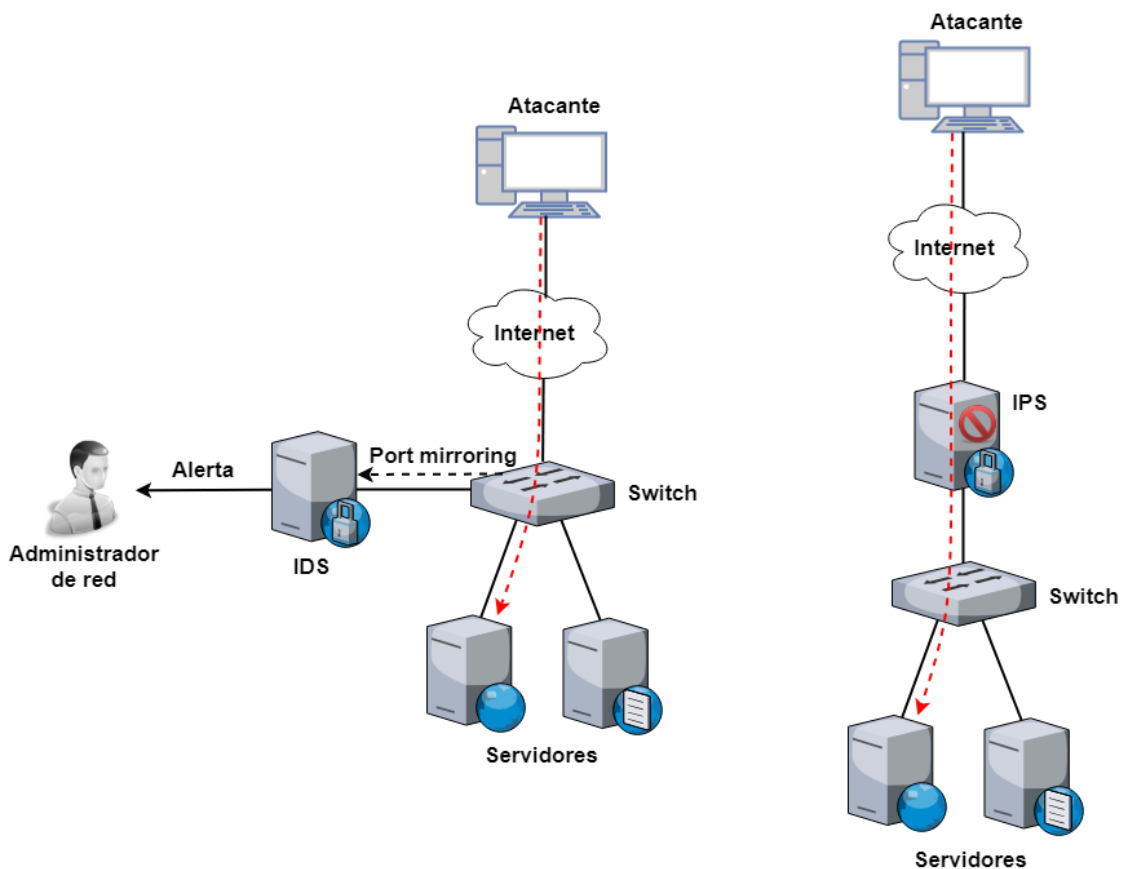 Atacante
Internet
Port mirroring
Alerta
Switch
Administrador
de red
IDS
Servidores
Atacante
Internet
IPS
Switch
Servidores